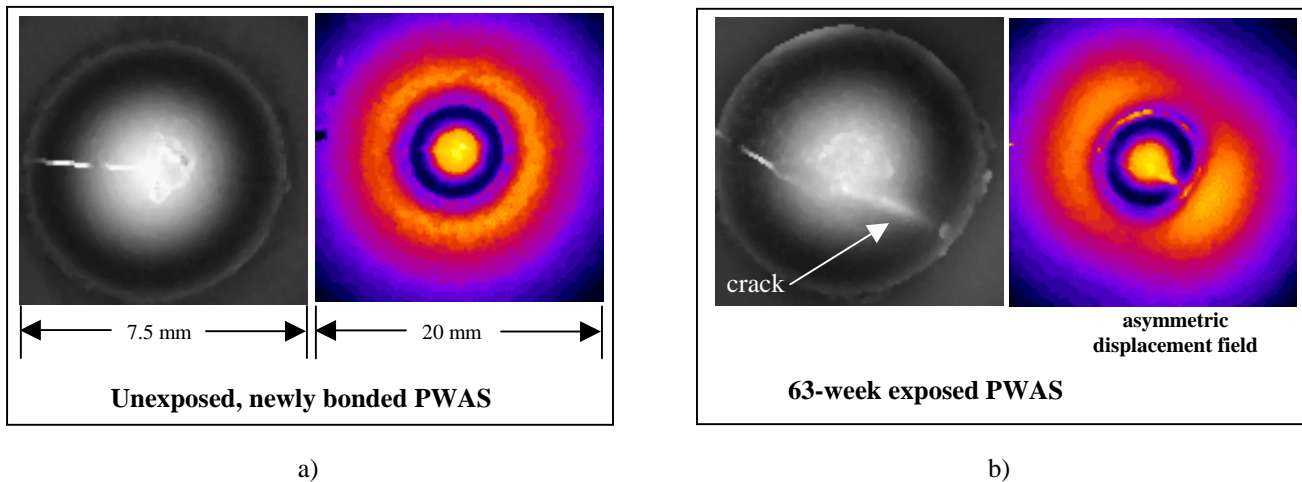 7.5 mm
20 mm
Unexposed, newly bonded PWAS
a)
crack
asymmetric
displacement field
63-week exposed PWAS
b)